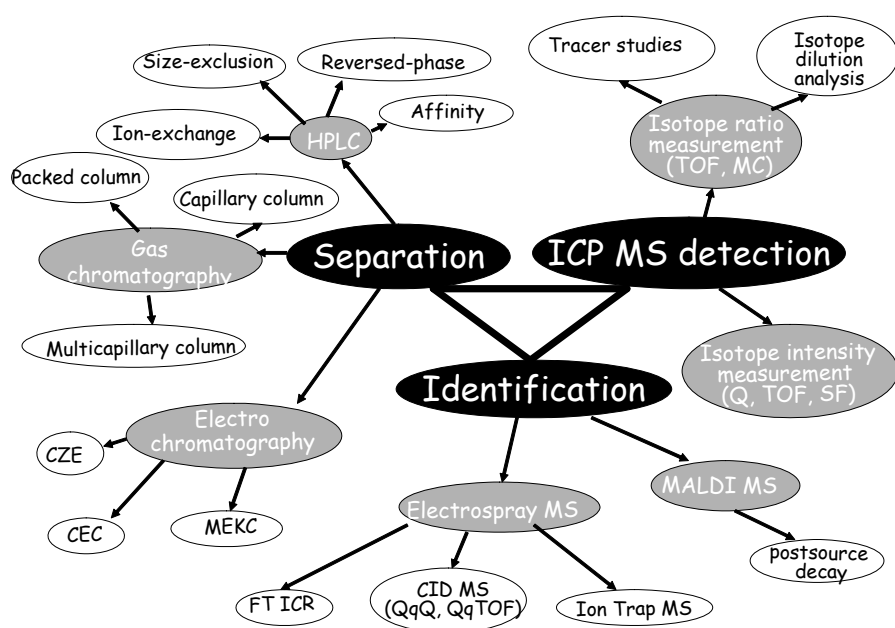 Tracer studies
Isotope
dilution
analysis
Size-exclusion
Reversed-phase
Affinity
Ion-exchange
HPLC
Isotope ratio
measurement
(TOF, MC)
Packed column
Capillary column
Gas
chromatography
Separation
ICP MS detection
Multicapillary column
Identification
Isotope intensity
measurement
(Q, TOF, SF)
Electro
chromatography
CZE
CEC
MEKC
Electrospray MS
MALDI MS
postsource
decay
FT ICR
CID MS
(QqQ, QqTOF)
Ion Trap MS